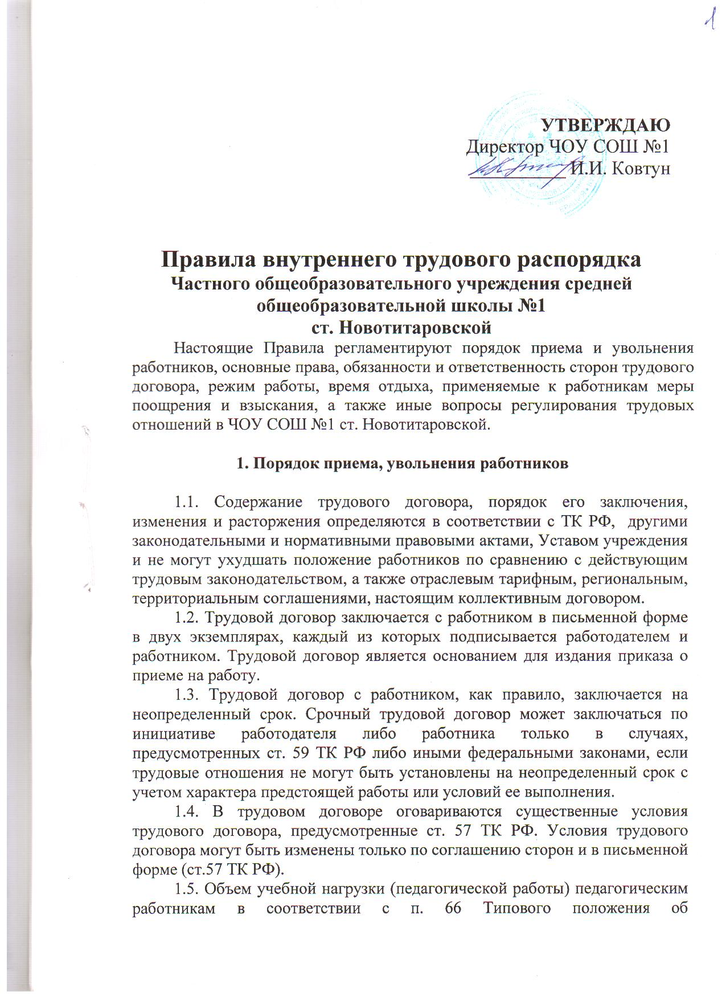 1
УТВЕРЖДАЮ
Директор ЧОУ СОШ №1
__________ И.И. Ковтун
Правила внутреннего трудового распорядка
Частного общеобразовательного учреждения средней
общеобразовательной школы №1
ст. Новотитаровской
Настоящие Правила регламентируют порядок приема и увольнения
работников, основные права, обязанности и ответственность сторон трудового
договора, режим работы, время отдыха, применяемые к работникам меры
поощрения и взыскания, а также иные вопросы регулирования трудовых
отношений в ЧОУ СОШ №1 ст. Новотитаровской.
1. Порядок приема, увольнения работников
1.1. Содержание трудового договора, порядок его заключения,
изменения и расторжения определяются в соответствии с ТК РФ, другими
законодательными и нормативными правовыми актами, Уставом учреждения
и не могут ухудшать положение работников по сравнению с действующим
трудовым законодательством, а также отраслевым тарифным, региональным,
территориальным соглашениями, настоящим коллективным договором.
1.2. Трудовой договор заключается с работником в письменной форме
в двух экземплярах, каждый из которых подписывается работодателем и
работником. Трудовой договор является основанием для издания приказа о
приеме на работу.
1.3. Трудовой договор с работником, как правило, заключается на
неопределенный срок. Срочный трудовой договор может заключаться по
инициативе работодателя либо работника только в случаях,
предусмотренных ст. 59 ТК РФ либо иными федеральными законами, если
трудовые отношения не могут быть установлены на неопределенный срок с
учетом характера предстоящей работы или условий ее выполнения.
1.4. В трудовом договоре оговариваются существенные условия
трудового договора, предусмотренные ст. 57 ТК РФ. Условия трудового
договора могут быть изменены только по соглашению сторон и в письменной
форме (ст.57 ТК РФ).
1.5. Объем учебной нагрузки (педагогической работы) педагогическим
работникам в соответствии с п. 66 Типового положения об